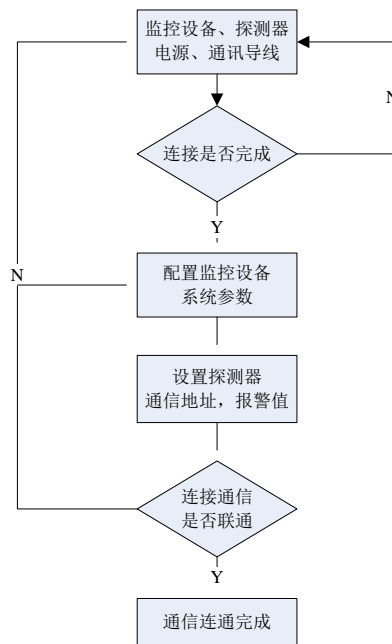 监控设备、探测器
电源、通讯导线
N
连接是否完成
Y
N
配置监控设备
系统参数
设置探测器
通信地址，报警值
连接通信
是否联通
Y
通信连通完成